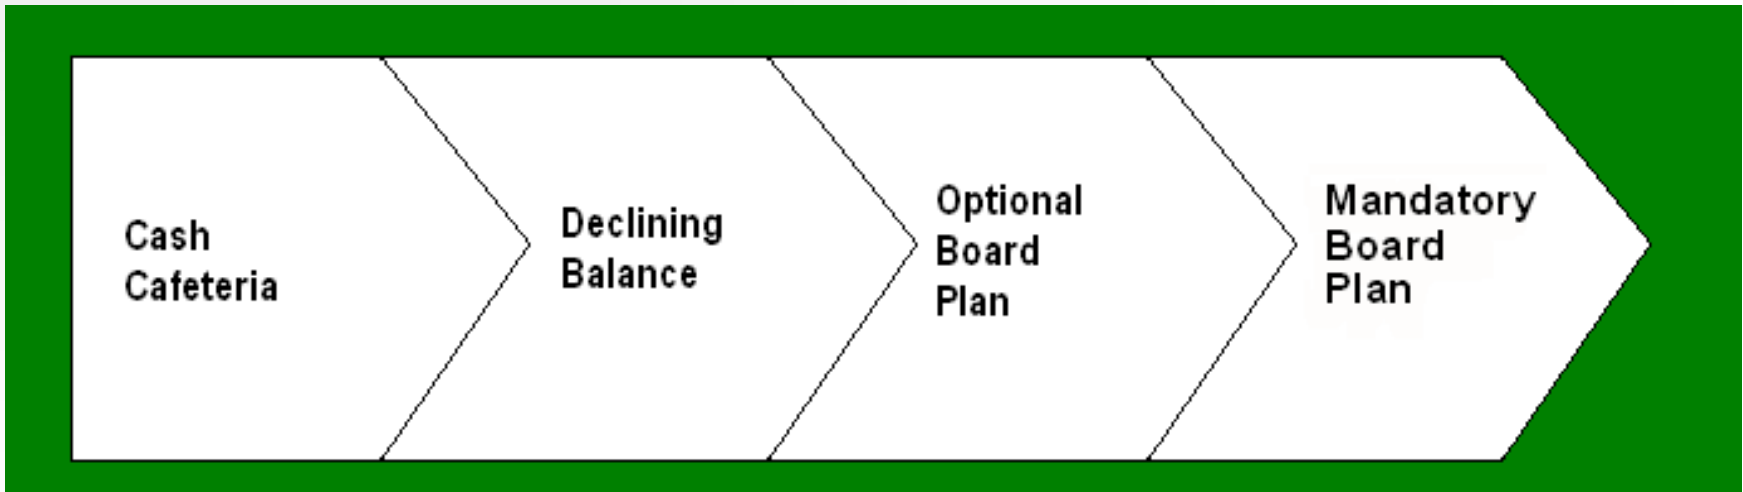 Cash
Cafeteria
Declining
Balance
Optional
Board
Plan
Mandatory
Board
Plan